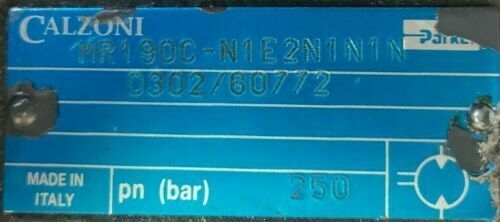 CALZONI
Parker
MR190C-N1E2N1N1N
0302/60772
MADE IN ITALY
pn (bar) 250